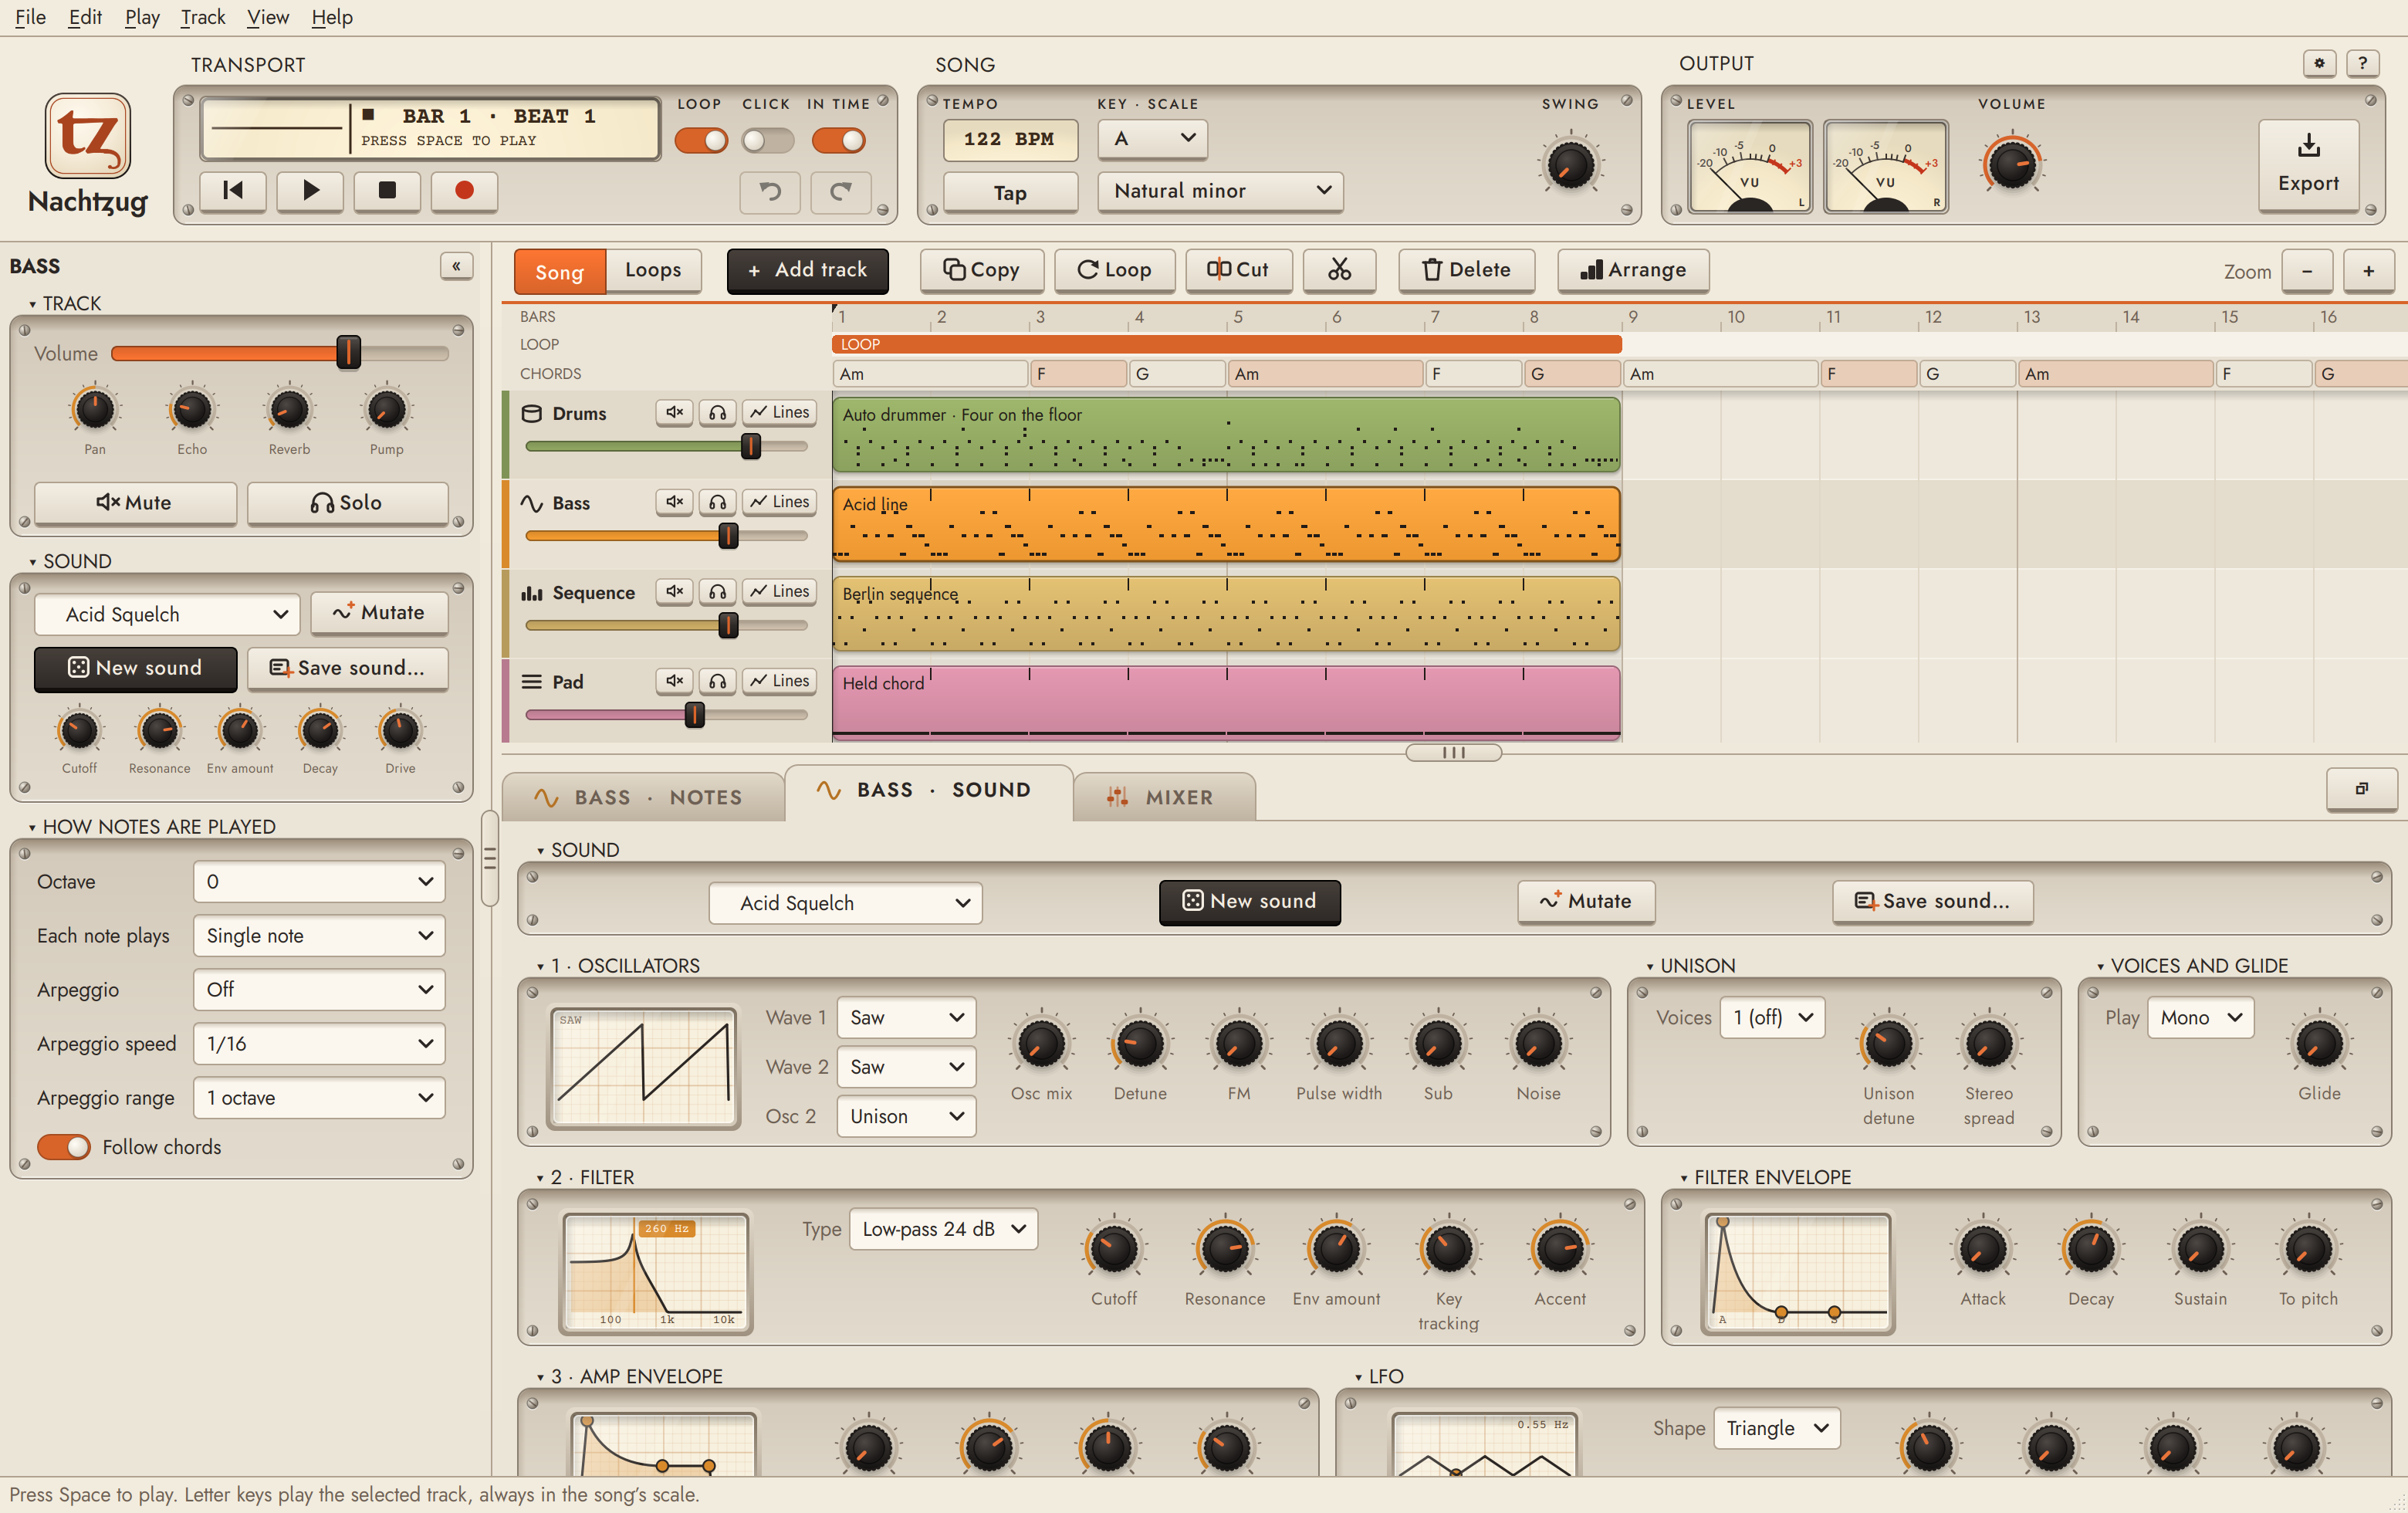 File Edit Play Track View Help
TRANSPORT
SONG
OUTPUT
?
tz
Nachtzug
BAR 1 · BEAT 1
PRESS SPACE TO PLAY
LOOP CLICK IN TIME
TEMPO
122 BPM
Tap
KEY · SCALE
A
Natural minor
SWING
LEVEL
-20 -10 -5 0 +3
VU
L
-20 -10 -5 0 +3
VU
R
VOLUME
Export
BASS
«
TRACK
Volume
Pan Echo Reverb Pump
Mute Solo
SOUND
Acid Squelch Mutate
New sound Save sound...
Cutoff Resonance Env amount Decay Drive
HOW NOTES ARE PLAYED
Octave 0
Each note plays Single note
Arpeggio Off
Arpeggio speed 1/16
Arpeggio range 1 octave
Follow chords
Song Loops + Add track Copy Loop Cut Delete Arrange Zoom − +
BARS 1 2 3 4 5 6 7 8 9 10 11 12 13 14 15 16
LOOP LOOP
CHORDS Am F G Am F G Am F G Am F G
Drums Lines
Auto drummer · Four on the floor
Bass Lines
Acid line
Sequence Lines
Berlin sequence
Pad Lines
Held chord
BASS · NOTES BASS · SOUND MIXER
SOUND
Acid Squelch New sound Mutate Save sound...
1 · OSCILLATORS
SAW
Wave 1 Saw
Wave 2 Saw
Osc 2 Unison
Osc mix Detune FM Pulse width Sub Noise
UNISON
Voices 1 (off)
Unison detune
Stereo spread
VOICES AND GLIDE
Play Mono
Glide
2 · FILTER
260 Hz
100 1k 10k
Type Low-pass 24 dB
Cutoff Resonance Env amount Key tracking Accent
FILTER ENVELOPE
A D S
Attack Decay Sustain To pitch
3 · AMP ENVELOPE
LFO
0.55 Hz
Shape Triangle
Press Space to play. Letter keys play the selected track, always in the song's scale.